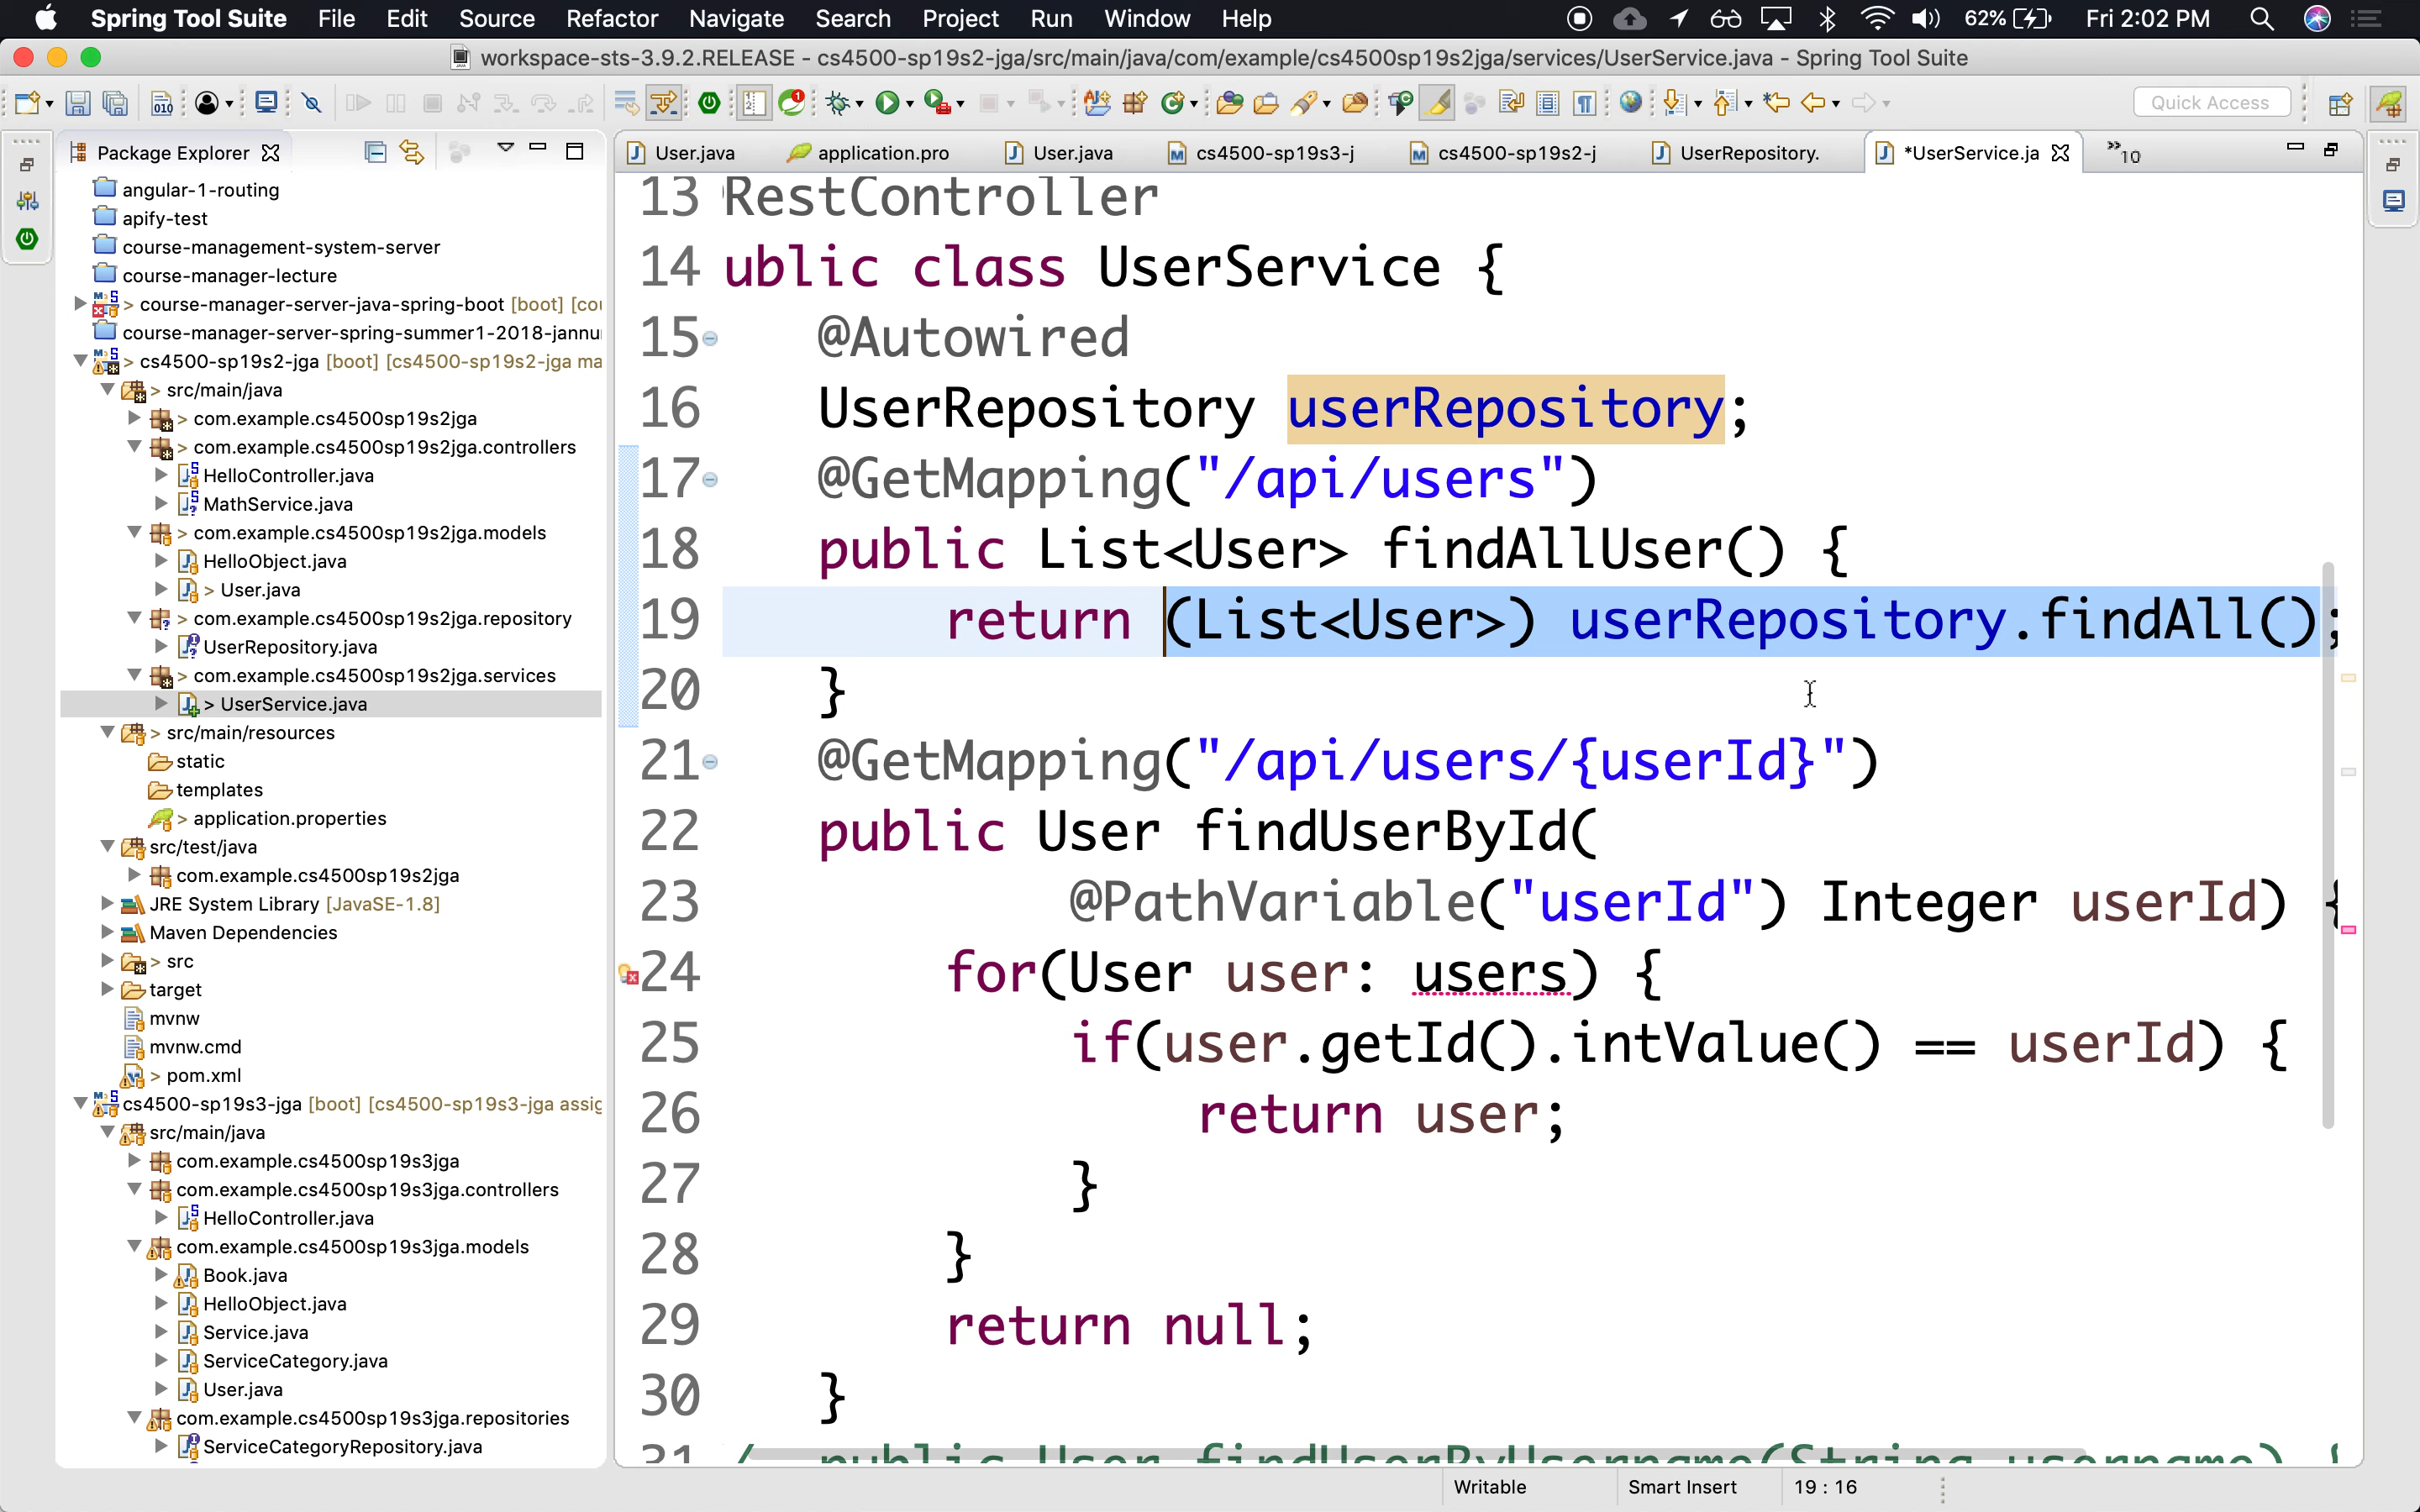 Spring Tool Suite File Edit Source Refactor Navigate Search Project Run Window Help 62% Fri 2:02 PM
workspace-sts-3.9.2.RELEASE - cs4500-sp19s2-jga/src/main/java/com/example/cs4500sp19s2jga/services/UserService.java - Spring Tool Suite
Quick Access
Package Explorer
User.java application.pro User.java cs4500-sp19s3-j cs4500-sp19s2-j UserRepository. *UserService.ja »10
angular-1-routing
apify-test
course-management-system-server
course-manager-lecture
> course-manager-server-java-spring-boot [boot] [cou
course-manager-server-spring-summer1-2018-jannu
> cs4500-sp19s2-jga [boot] [cs4500-sp19s2-jga ma
> src/main/java
> com.example.cs4500sp19s2jga
> com.example.cs4500sp19s2jga.controllers
HelloController.java
MathService.java
> com.example.cs4500sp19s2jga.models
HelloObject.java
> User.java
> com.example.cs4500sp19s2jga.repository
UserRepository.java
> com.example.cs4500sp19s2jga.services
> UserService.java
> src/main/resources
static
templates
> application.properties
src/test/java
com.example.cs4500sp19s2jga
JRE System Library [JavaSE-1.8]
Maven Dependencies
> src
target
mvnw
mvnw.cmd
> pom.xml
cs4500-sp19s3-jga [boot] [cs4500-sp19s3-jga assig
src/main/java
com.example.cs4500sp19s3jga
com.example.cs4500sp19s3jga.controllers
HelloController.java
com.example.cs4500sp19s3jga.models
Book.java
HelloObject.java
Service.java
ServiceCategory.java
User.java
com.example.cs4500sp19s3jga.repositories
ServiceCategoryRepository.java
13 RestController
14 ublic class UserService {
15 @Autowired
16 UserRepository userRepository;
17 @GetMapping("/api/users")
18 public List<User> findAllUser() {
19 return (List<User>) userRepository.findAll();
20 }
21 @GetMapping("/api/users/{userId}")
22 public User findUserById(
23 @PathVariable("userId") Integer userId) {
24 for(User user: users) {
25 if(user.getId().intValue() == userId) {
26 return user;
27 }
28 }
29 return null;
30 }
31 / public User findUserByUsername(String username) {
Writable Smart Insert 19 : 16